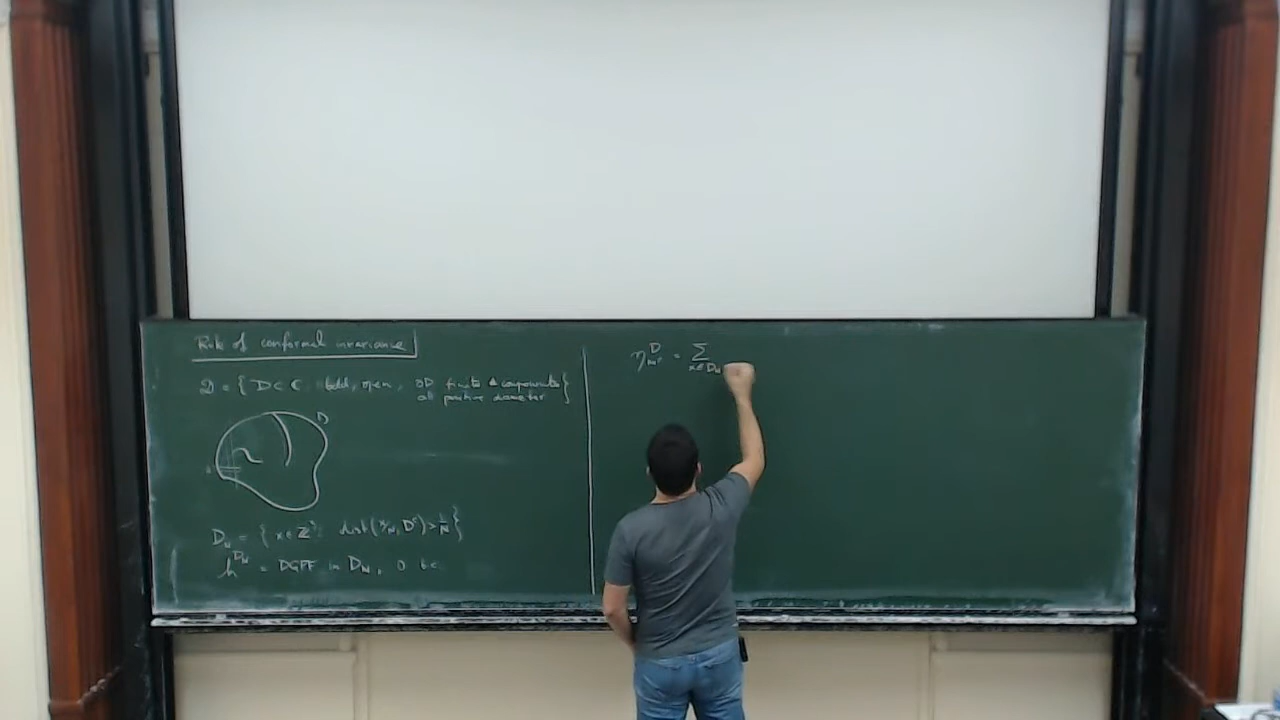 Role of conformal invariance
𝔇 = { D ⊂ ℂ : bdd, open, ∂D finite # components
all positive diameter }
D
D_N = { x ∈ ℤ² : dist(x/N, D^c) > 1/N }
h^{D_N} = DGFF in D_N, 0 b.c.
η^D_{N,r} = Σ_{x ∈ D_N}